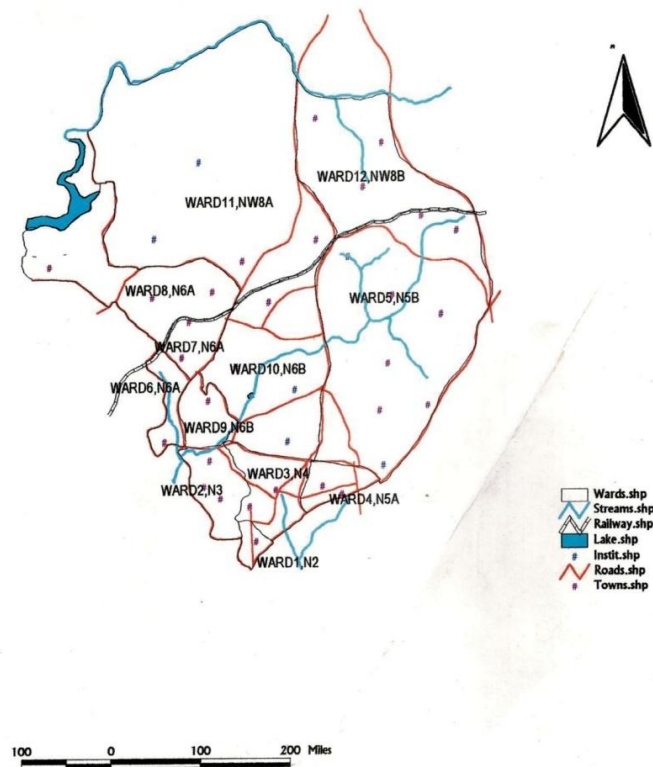 WARD12,NW8B
WARD11,NW8A
WARD8,N6A
WARD5,N5B
WARD7,N6A
WARD10,N6B
WARD6,N6A
WARD9,N6B
WARD3,N4
WARD2,N3
WARD4,N5A
WARD1,N2
Wards.shp
Streams.shp
Railway.shp
Lake.shp
Instit.shp
Roads.shp
Towns.shp
100 0 100 200 Miles